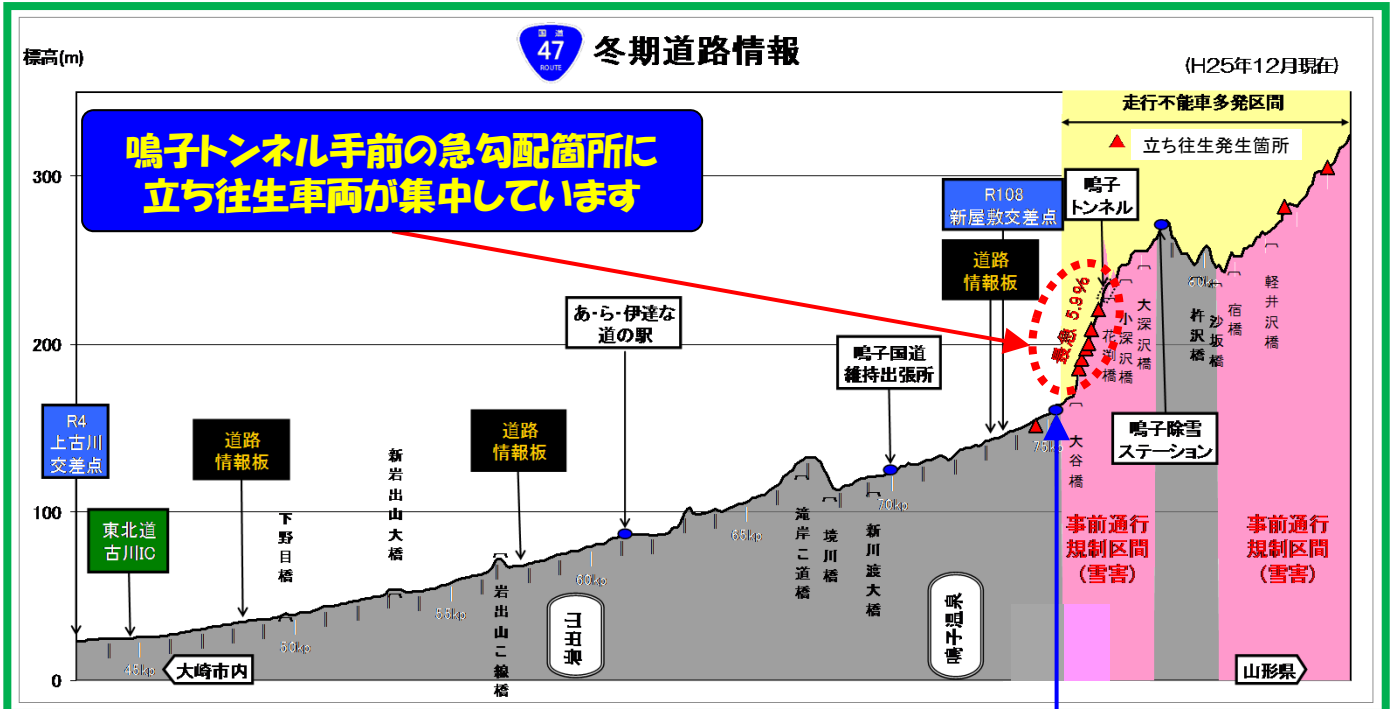 国道
47
ROUTE
冬期道路情報
標高(m)
(H25年12月現在)
走行不能車多発区間
立ち往生発生箇所
鳴子トンネル手前の急勾配箇所に
立ち往生車両が集中しています
300
200
100
0
R108
新屋敷交差点
鳴子
トンネル
道路
情報板
あ・ら・伊達な
道の駅
鳴子国道
維持出張所
最急 5.9%
花渕橋
小深沢橋
大深沢橋
80kp
杵沢橋
沙坂橋
宿橋
軽井沢橋
R4
上古川
交差点
道路
情報板
新岩出山大橋
道路
情報板
鳴子除雪
ステーション
東北道
古川IC
下野目橋
岩出山こ線橋
滝岸こ道橋
境川橋
新川渡大橋
大谷橋
45kp
50kp
55kp
60kp
65kp
70kp
75kp
事前通行
規制区間
(雪害)
事前通行
規制区間
(雪害)
大崎市内
岩出山
鳴子温泉
山形県